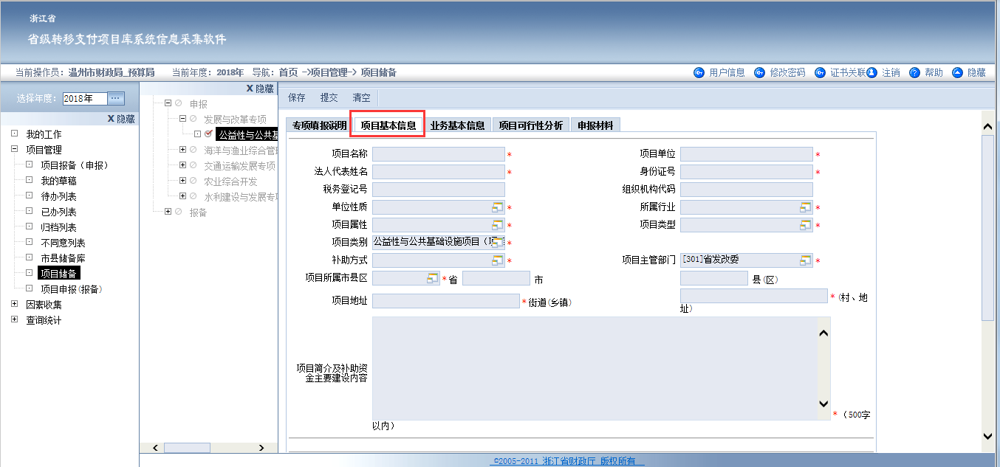 浙江省
省级转移支付项目库系统信息采集软件
当前操作员：温州市财政局_预算局 当前年度：2018年 导航：首页 ->项目管理-> 项目储备 用户信息 修改密码 证书关联 注销 帮助 隐藏
选择年度：2018年 ...
X 隐藏
我的工作
项目管理
项目报备（申报）
我的草稿
待办列表
已办列表
归档列表
不同意列表
市县储备库
项目储备
项目申报(报备)
因素收集
查询统计
X 隐藏
申报
发展与改革专项
公益性与公共基
海洋与渔业综合管
交通运输发展专项
农业综合开发
水利建设与发展专
报备
保存 提交 清空
专项填报说明 项目基本信息 业务基本信息 项目可行性分析 申报材料
项目名称 * 项目单位 *
法人代表姓名 * 身份证号 *
税务登记号 组织机构代码
单位性质 * 所属行业 *
项目属性 * 项目类型 *
项目类别 公益性与公共基础设施项目（项 *
补助方式 * 项目主管部门 [301]省发改委 *
项目所属市县区 * 省 市 县(区)
项目地址 * 街道(乡镇) * (村、地
址)
项目简介及补助资
金主要建设内容
* （500字
以内）
©2005-2011 浙江省财政厅 版权所有